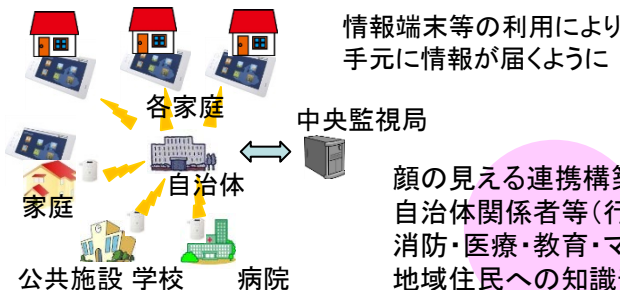 情報端末等の利用により
手元に情報が届くように
各家庭
中央監視局
自治体
家庭
公共施設 学校 病院
顔の見える連携構築
自治体関係者等(行
消防・医療・教育・マ
地域住民への知識